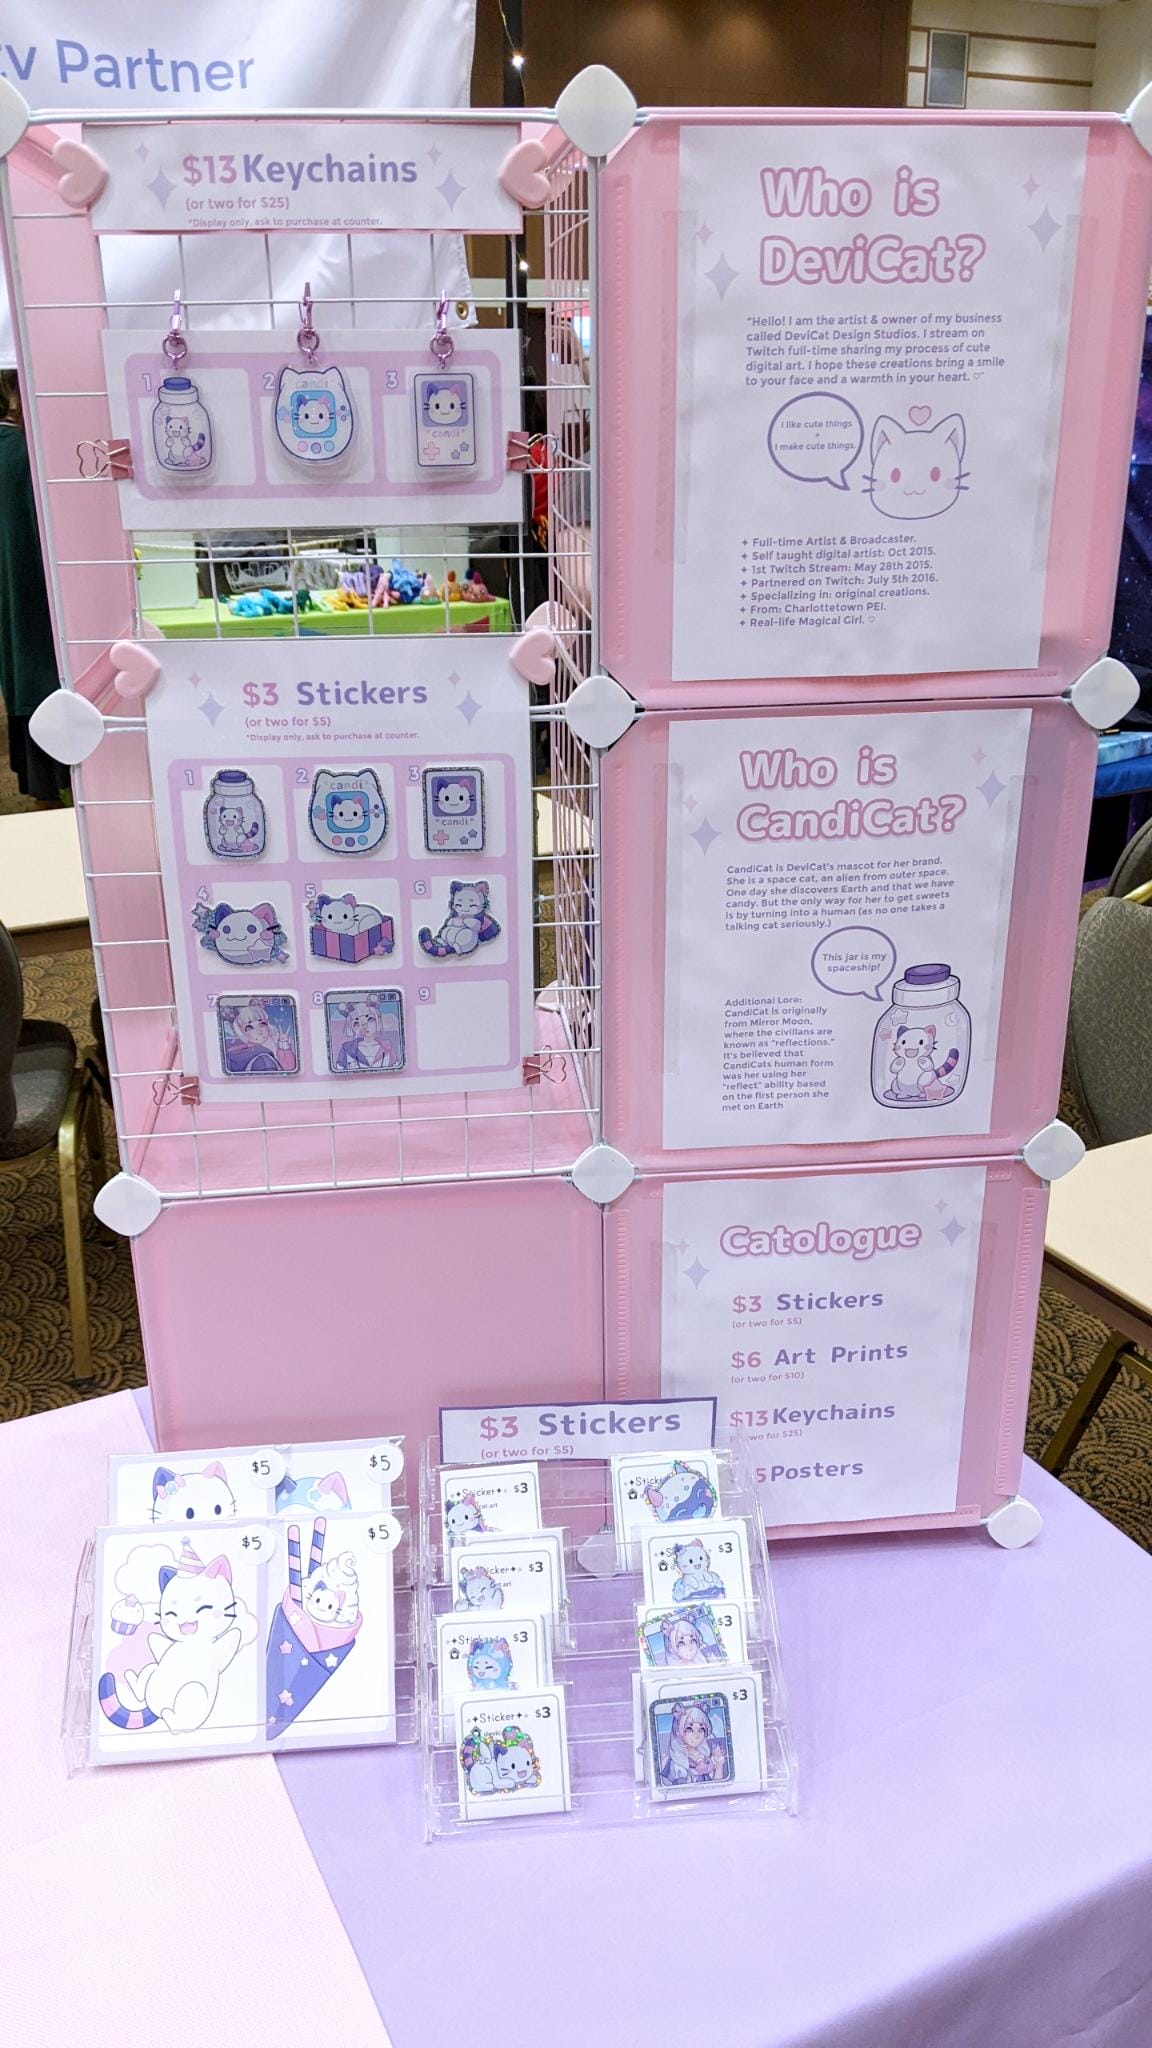 Partner
$13 Keychains
(or two for $25)
*Display only, ask to purchase at counter.
1 2 3
candi
*candi*
$3 Stickers
(or two for $5)
*Display only, ask to purchase at counter.
1 2 3
candi
*candi*
4 5 6
7 8 9
Who is
DeviCat?
"Hello! I am the artist & owner of my business
called DeviCat Design Studios. I stream on
Twitch full-time sharing my process of cute
digital art. I hope these creations bring a smile
to your face and a warmth in your heart. ♡"
I like cute things
+
I make cute things.
✦ Full-time Artist & Broadcaster.
✦ Self taught digital artist: Oct 2015.
✦ 1st Twitch Stream: May 28th 2015.
✦ Partnered on Twitch: July 5th 2016.
✦ Specializing in: original creations.
✦ From: Charlottetown PEI.
✦ Real-life Magical Girl. ♡
Who is
CandiCat?
CandiCat is DeviCat's mascot for her brand.
She is a space cat, an alien from outer space.
One day she discovers Earth and that we have
candy. But the only way for her to get sweets
is by turning into a human (as no one takes a
talking cat seriously.)
This jar is my
spaceship!
Additional Lore:
CandiCat is originally
from Mirror Moon,
where the civilians are
known as "reflections."
It's believed that
CandiCats human form
was her using her
"reflect" ability based
on the first person she
met on Earth
Catologue
$3 Stickers
(or two for $5)
$6 Art Prints
(or two for $10)
$13 Keychains
two for $25)
5 Posters
$3 Stickers
(or two for $5)
$5
$5
$5
$5
✦Sticker✦ $3
cat.art
$3
art
✦Sticker $3
✦Sticker✦ $3
devica
✦Sticke
$3
$3
$3